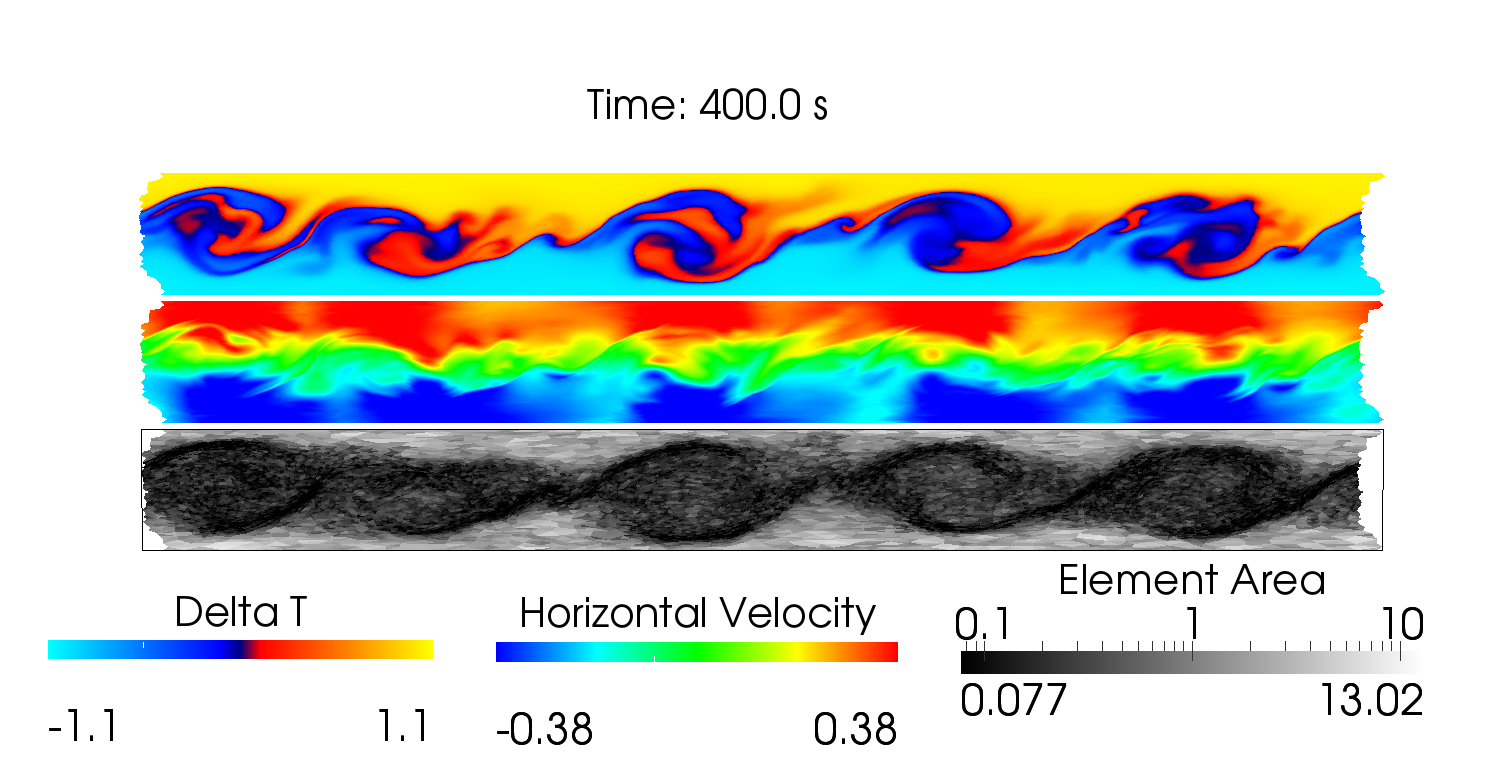 Time: 400.0 s
Delta T
-1.1 1.1
Horizontal Velocity
-0.38 0.38
Element Area
0.1 1 10
0.077 13.02